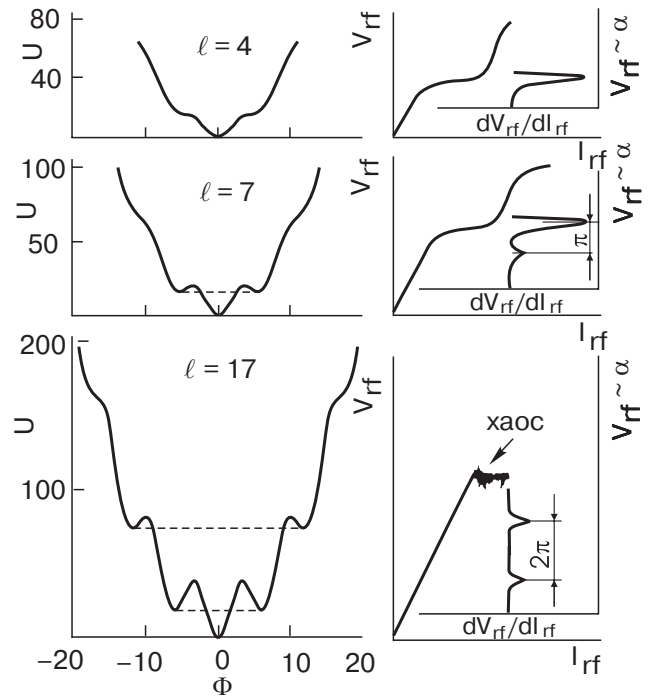 80
40
U
ℓ = 4
V_rf
dV_rf/dI_rf
V_rf ~ α
I_rf
100
50
U
ℓ = 7
V_rf
π
dV_rf/dI_rf
V_rf ~ α
I_rf
200
100
U
ℓ = 17
V_rf
хаос
2π
dV_rf/dI_rf
V_rf ~ α
I_rf
−20 −10 0 10 20
Φ